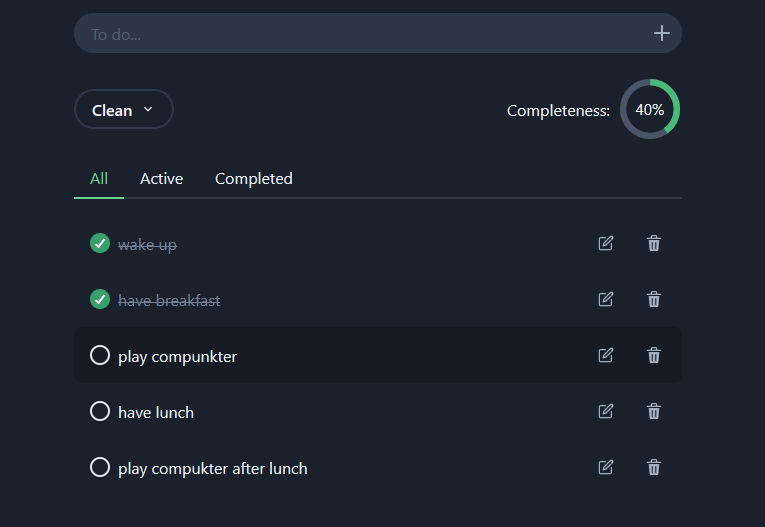 To do...
Clean
Completeness: 40%
All Active Completed
wake up
have breakfast
play compunkter
have lunch
play compukter after lunch